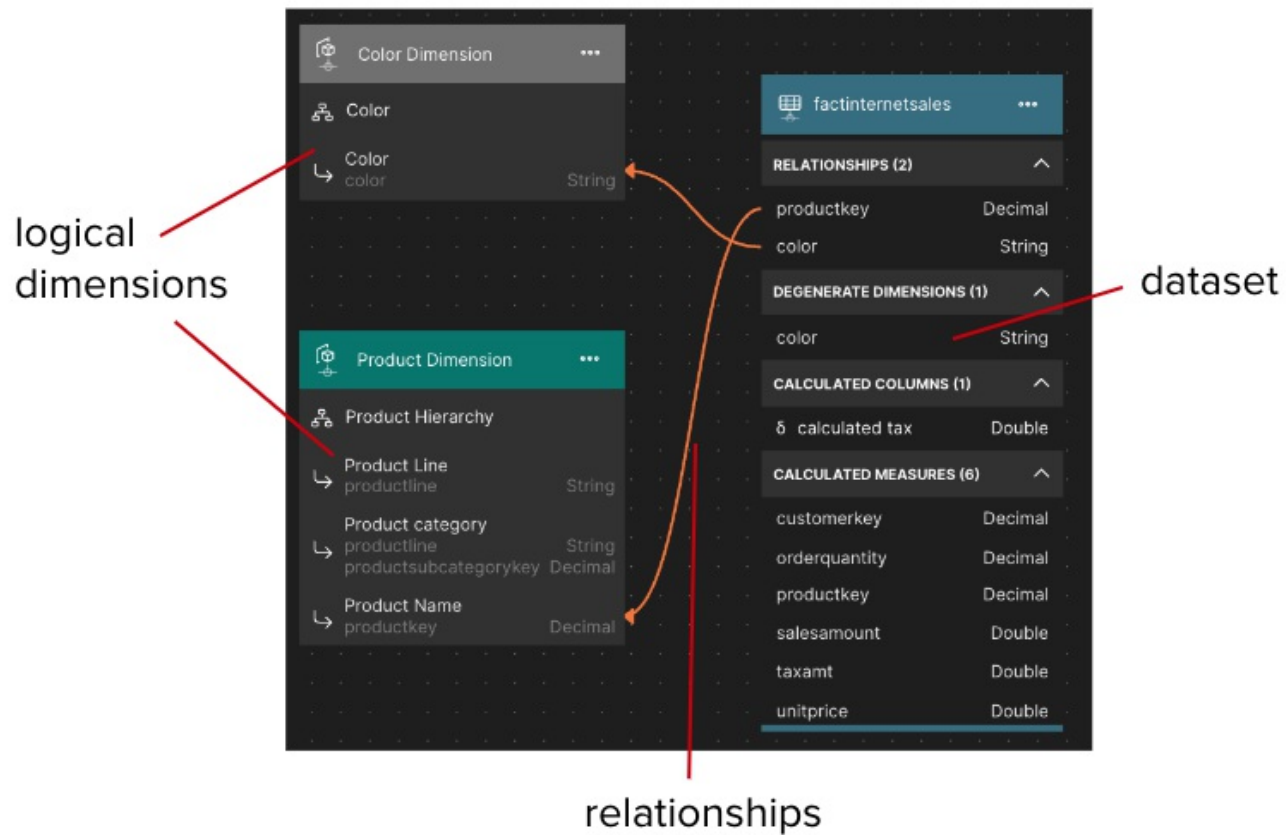 Color Dimension
Color
Color
color String
logical
dimensions
Product Dimension
Product Hierarchy
Product Line
productline String
Product category
productline String
productsubcategorykey Decimal
Product Name
productkey Decimal
factinternetsales
RELATIONSHIPS (2)
productkey Decimal
color String
DEGENERATE DIMENSIONS (1)
color String
CALCULATED COLUMNS (1)
δ calculated tax Double
CALCULATED MEASURES (6)
customerkey Decimal
orderquantity Decimal
productkey Decimal
salesamount Double
taxamt Double
unitprice Double
dataset
relationships